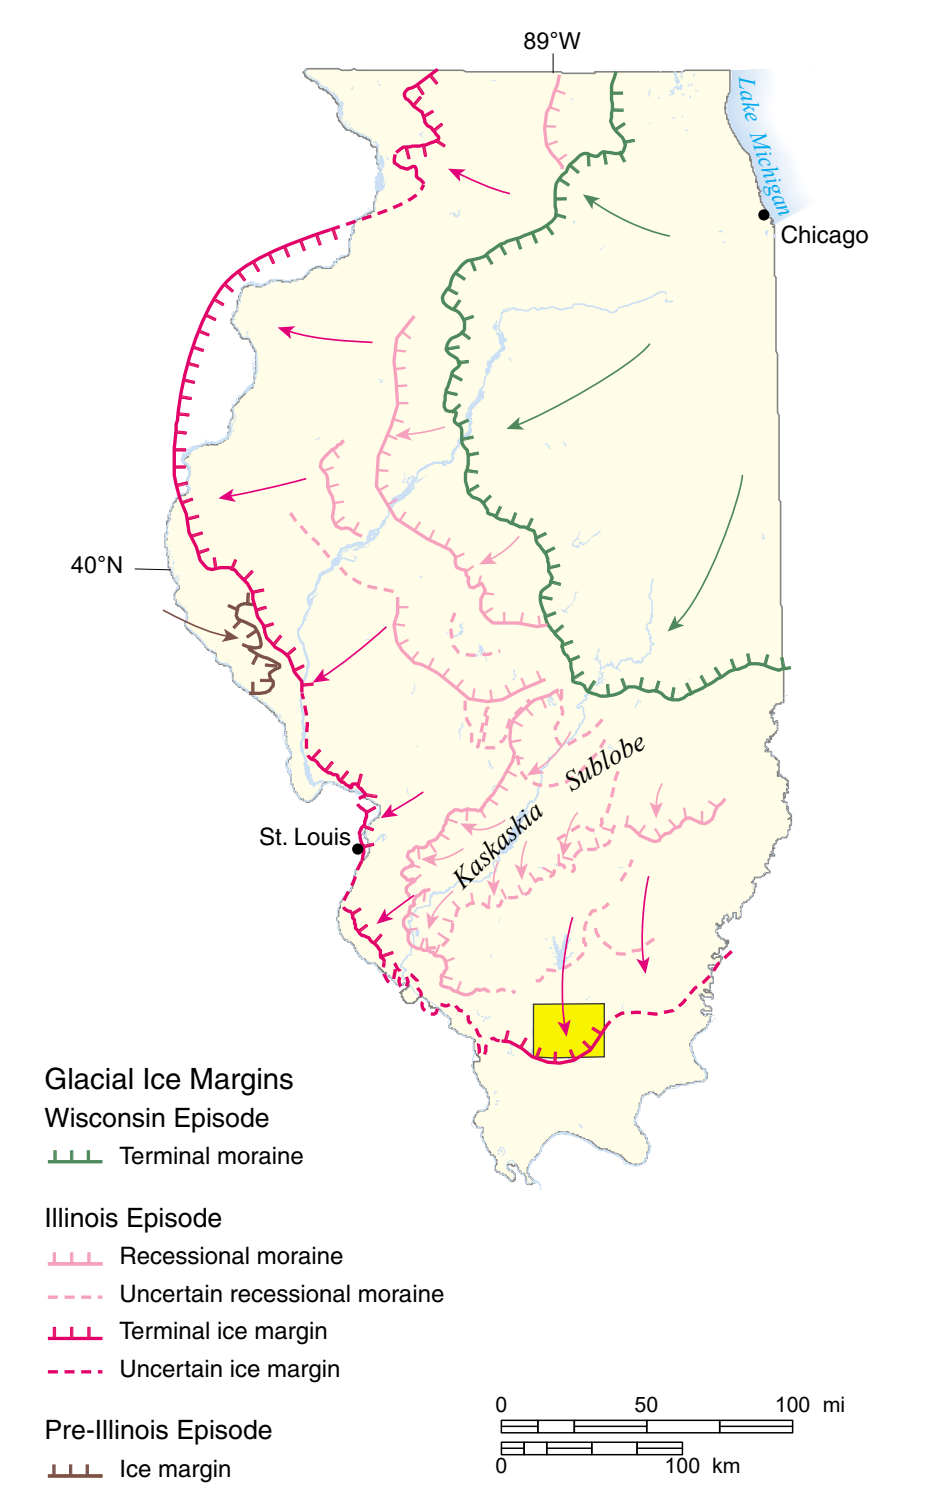 89°W
Lake Michigan
Chicago
40°N
Sublobe
Kaskaskia
St. Louis
Glacial Ice Margins
Wisconsin Episode
Terminal moraine
Illinois Episode
Recessional moraine
Uncertain recessional moraine
Terminal ice margin
Uncertain ice margin
Pre-Illinois Episode
Ice margin
0 50 100 mi
0 100 km